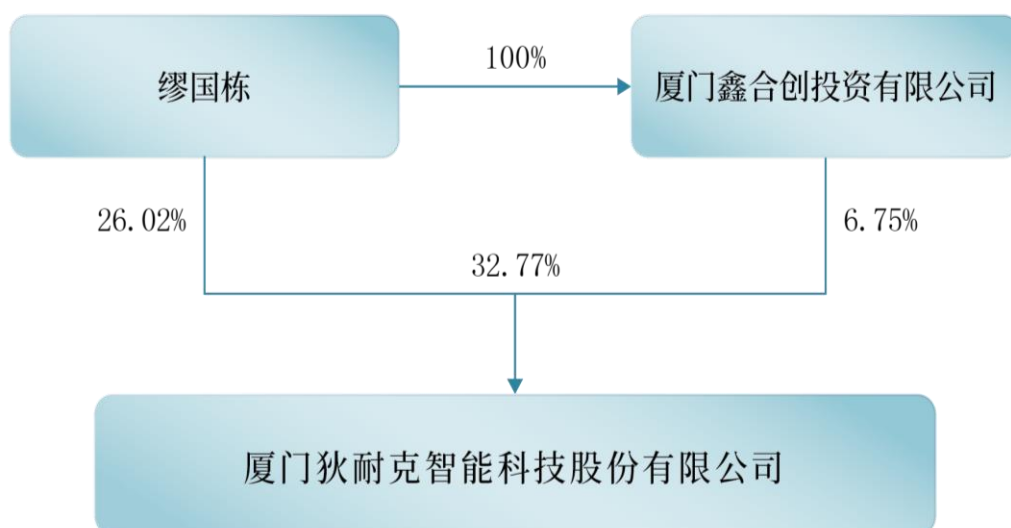 100%
缪国栋
厦门鑫合创投资有限公司
26.02%
6.75%
32.77%
厦门狄耐克智能科技股份有限公司